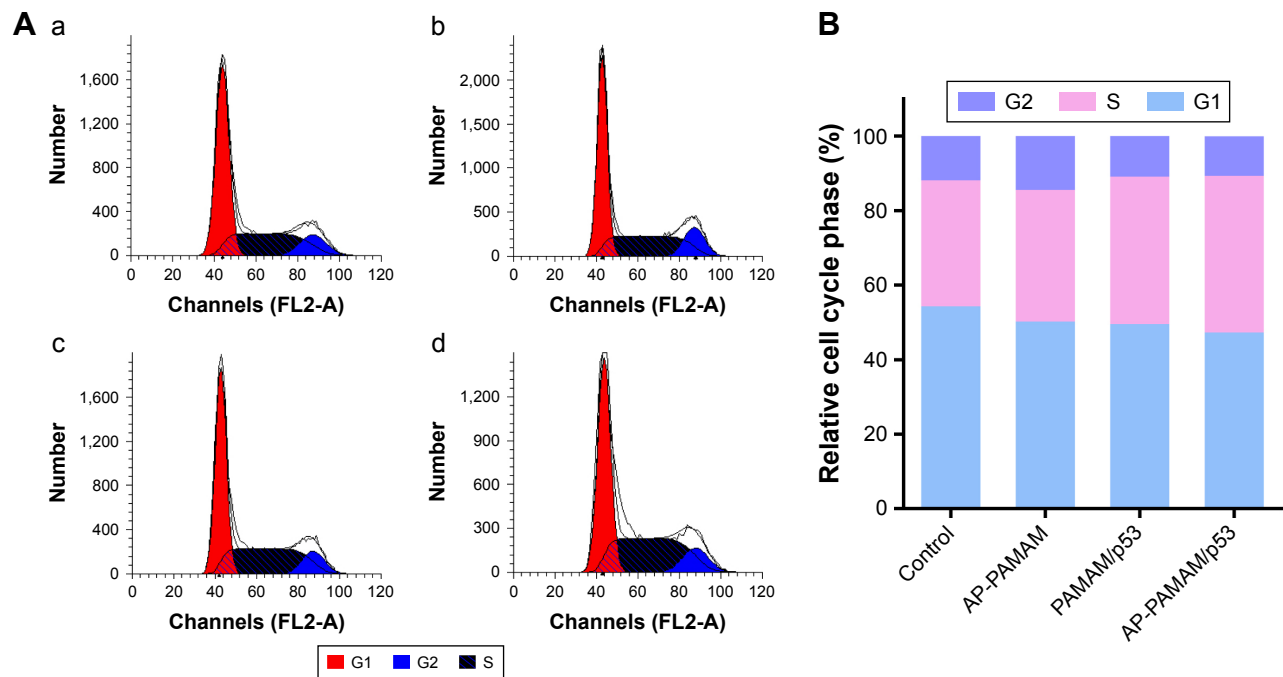 A
a
1,600
1,200
800
400
0
Number
0 20 40 60 80 100 120
Channels (FL2-A)
b
2,000
1,500
1,000
500
0
Number
0 20 40 60 80 100 120
Channels (FL2-A)
c
1,600
1,200
800
400
0
Number
0 20 40 60 80 100 120
Channels (FL2-A)
d
1,200
900
600
300
0
Number
0 20 40 60 80 100 120
Channels (FL2-A)
G1 G2 S
B
G2 S G1
Relative cell cycle phase (%)
100
80
60
40
20
0
Control
AP-PAMAM
PAMAM/p53
AP-PAMAM/p53